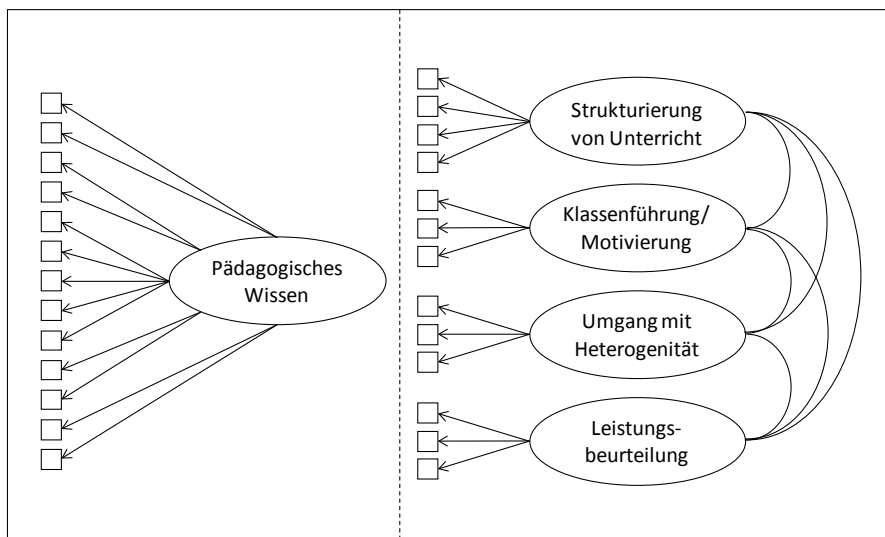 Pädagogisches
Wissen
Strukturierung
von Unterricht
Klassenführung/
Motivierung
Umgang mit
Heterogenität
Leistungs-
beurteilung